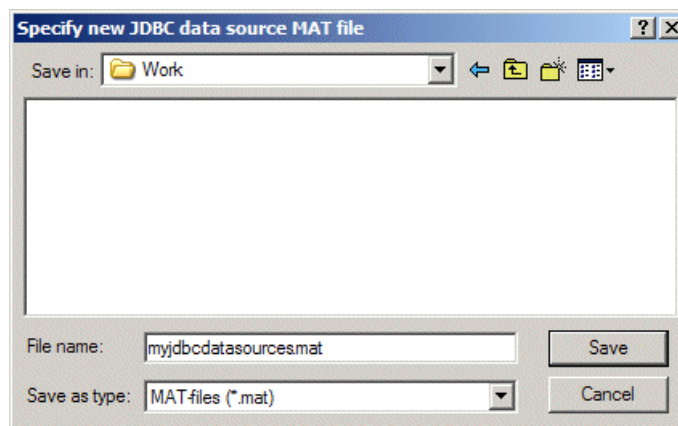 Specify new JDBC data source MAT file
Save in: Work
File name: myjdbcdatasources.mat Save
Save as type: MAT-files (*.mat) Cancel